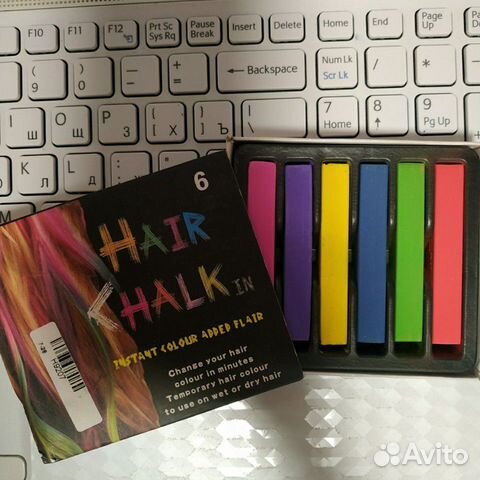 F10 F11 F12 Prt Sc Sys Rq Pause Break Insert Delete Home End Page Up Page Down
( 9 ) 0 - + = Backspace Num Lk Scr Lk / * -
Ш Щ З Х Ъ 7 Home 8 9 Pg Up
Л Д Ж
6
HAIR
CHALK IN
INSTANT COLOUR ADDED FLAIR
Change your hair
colour in minutes
Temporary hair colour
to use on wet or dry hair
Avito